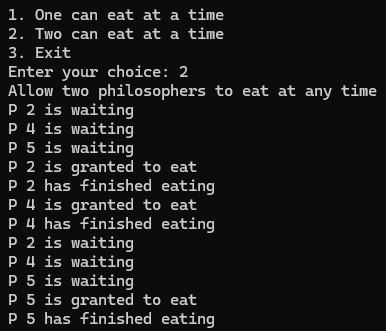 1. One can eat at a time
2. Two can eat at a time
3. Exit
Enter your choice: 2
Allow two philosophers to eat at any time
P 2 is waiting
P 4 is waiting
P 5 is waiting
P 2 is granted to eat
P 2 has finished eating
P 4 is granted to eat
P 4 has finished eating
P 2 is waiting
P 4 is waiting
P 5 is waiting
P 5 is granted to eat
P 5 has finished eating